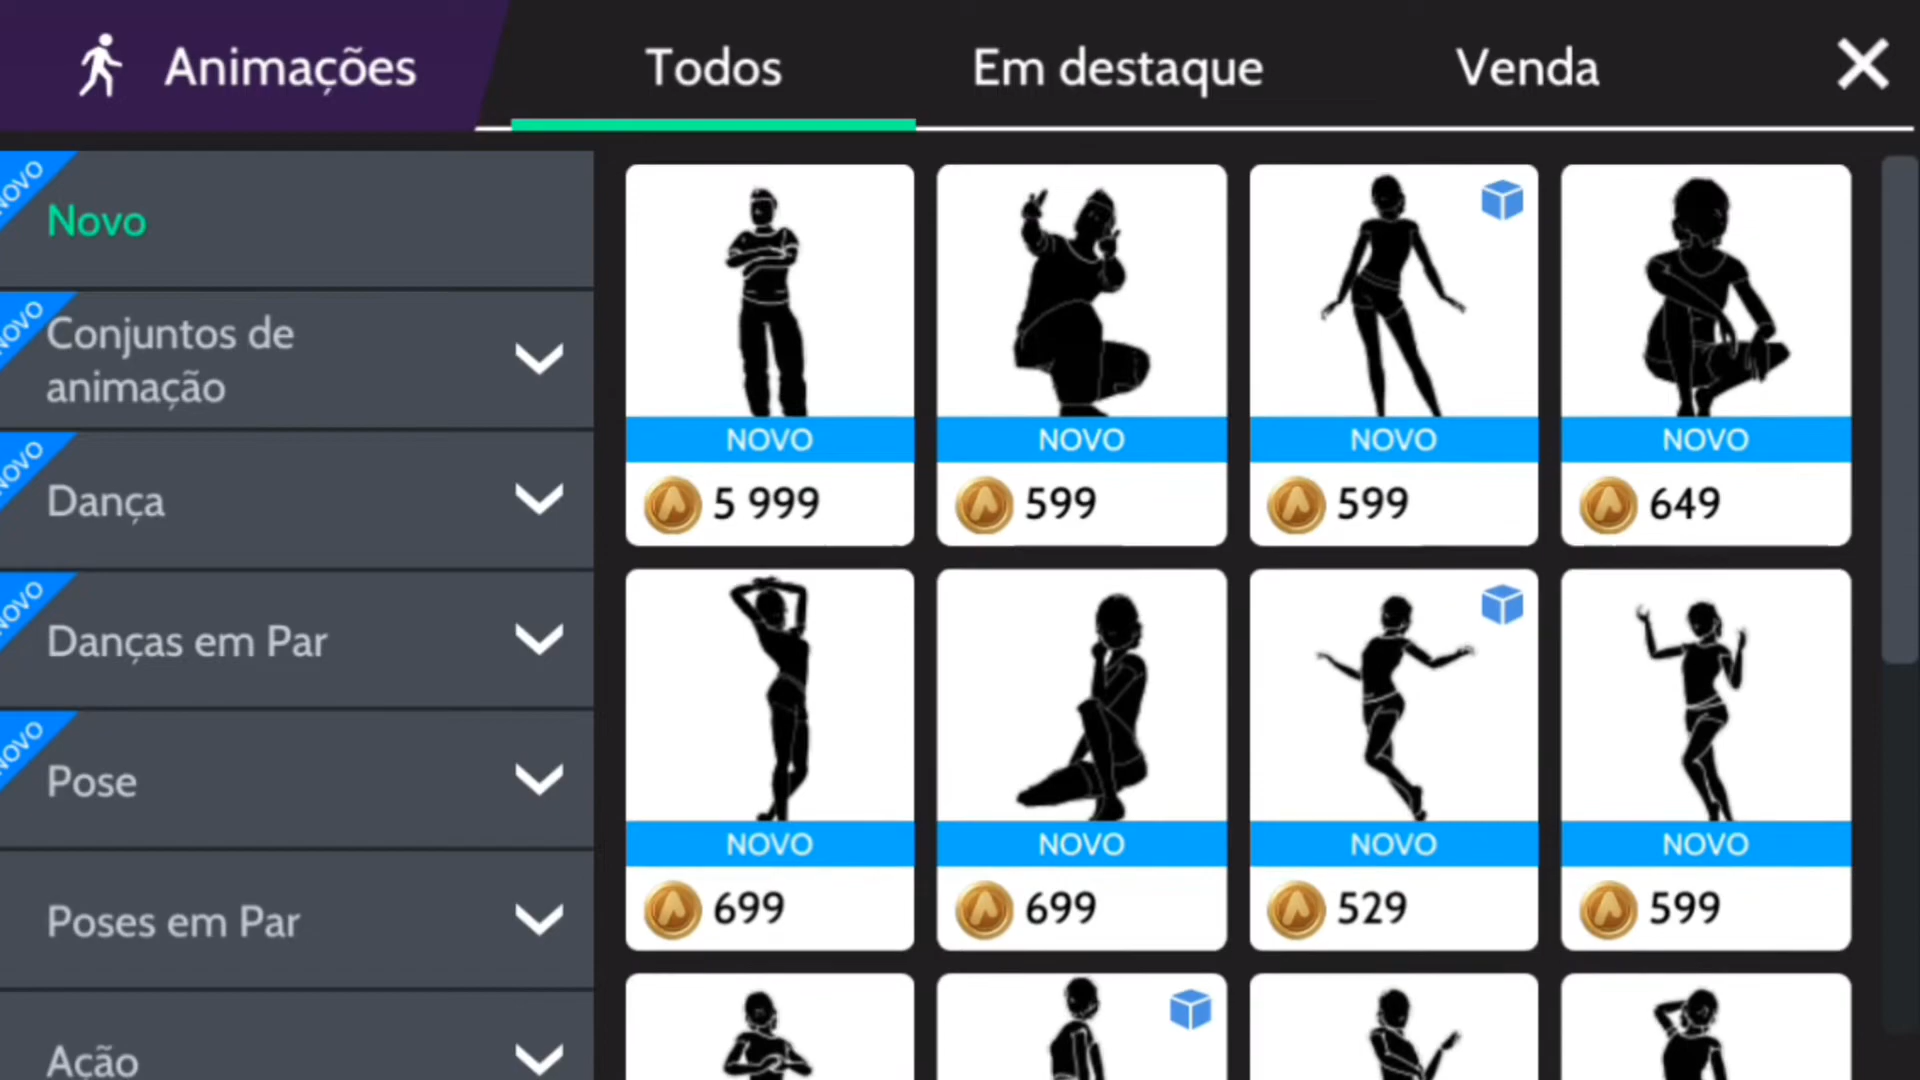 Animações
Todos
Em destaque
Venda
NOVO
Novo
NOVO
Conjuntos de
animação
NOVO
Dança
NOVO
Danças em Par
NOVO
Pose
Poses em Par
Ação
NOVO
NOVO
NOVO
NOVO
5 999
599
599
649
NOVO
NOVO
NOVO
NOVO
699
699
529
599